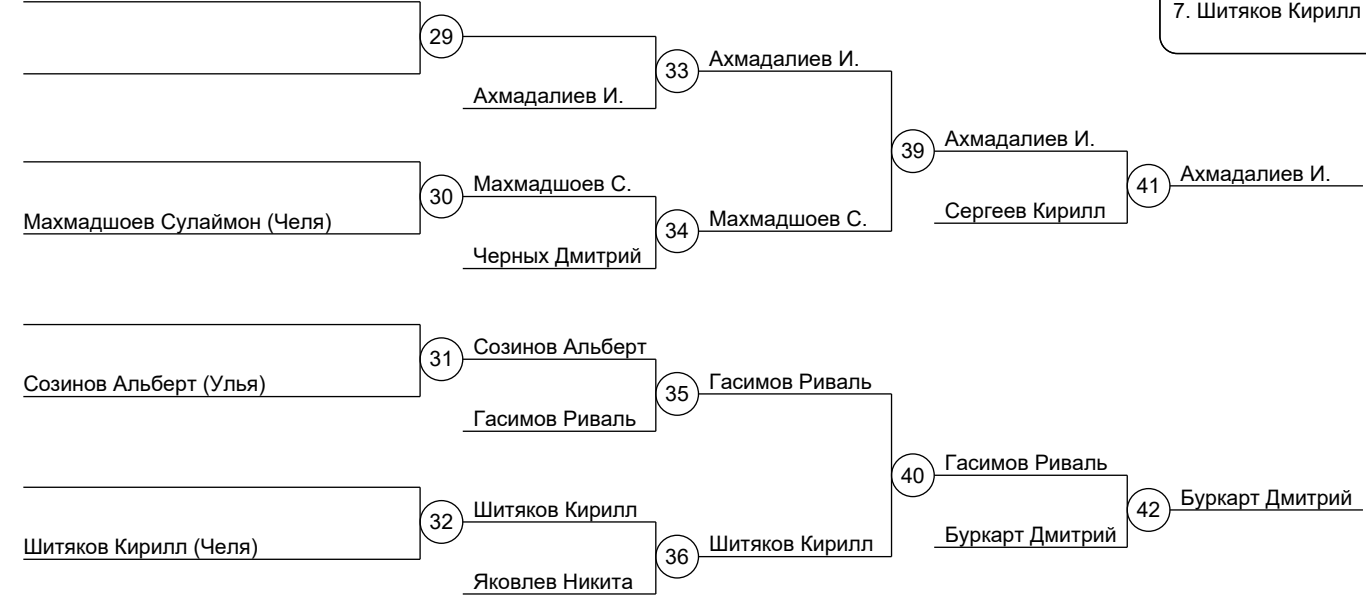 7. Шитяков Кирилл
29
33
Ахмадалиев И.
Ахмадалиев И.
39
Ахмадалиев И.
30
Махмадшоев С.
41
Ахмадалиев И.
Махмадшоев Сулаймон (Челя)
34
Махмадшоев С.
Сергеев Кирилл
Черных Дмитрий
31
Созинов Альберт
Созинов Альберт (Улья)
35
Гасимов Риваль
Гасимов Риваль
40
Гасимов Риваль
32
Шитяков Кирилл
42
Буркарт Дмитрий
Шитяков Кирилл (Челя)
36
Шитяков Кирилл
Буркарт Дмитрий
Яковлев Никита